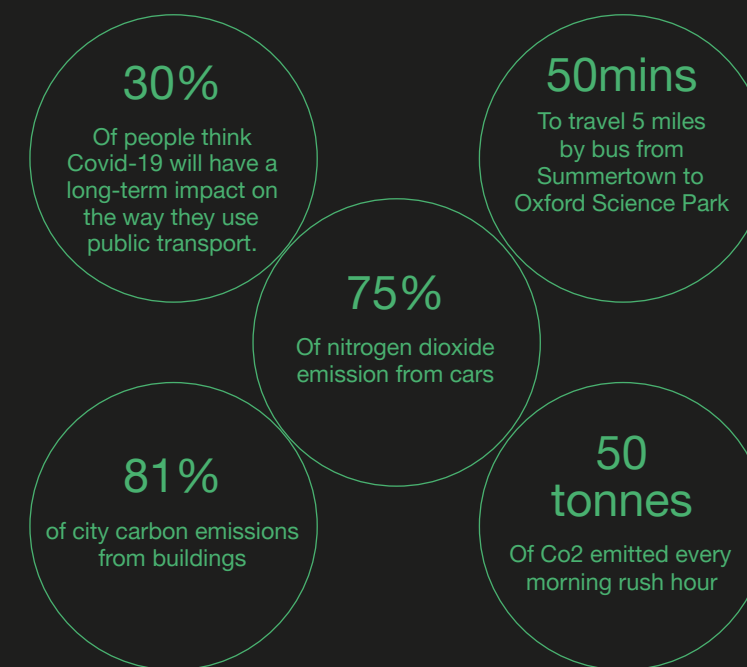 30%
Of people think
Covid-19 will have a
long-term impact on
the way they use
public transport.
50mins
To travel 5 miles
by bus from
Summertown to
Oxford Science Park
75%
Of nitrogen dioxide
emission from cars
81%
of city carbon emissions
from buildings
50
tonnes
Of Co2 emitted every
morning rush hour